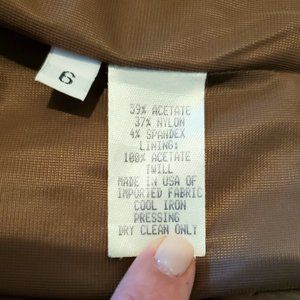 6
59% ACETATE
37% NYLON
4% SPANDEX
LINING:
100% ACETATE
TWILL
MADE IN USA OF
IMPORTED FABRIC
COOL IRON
PRESSING
DRY CLEAN ONLY